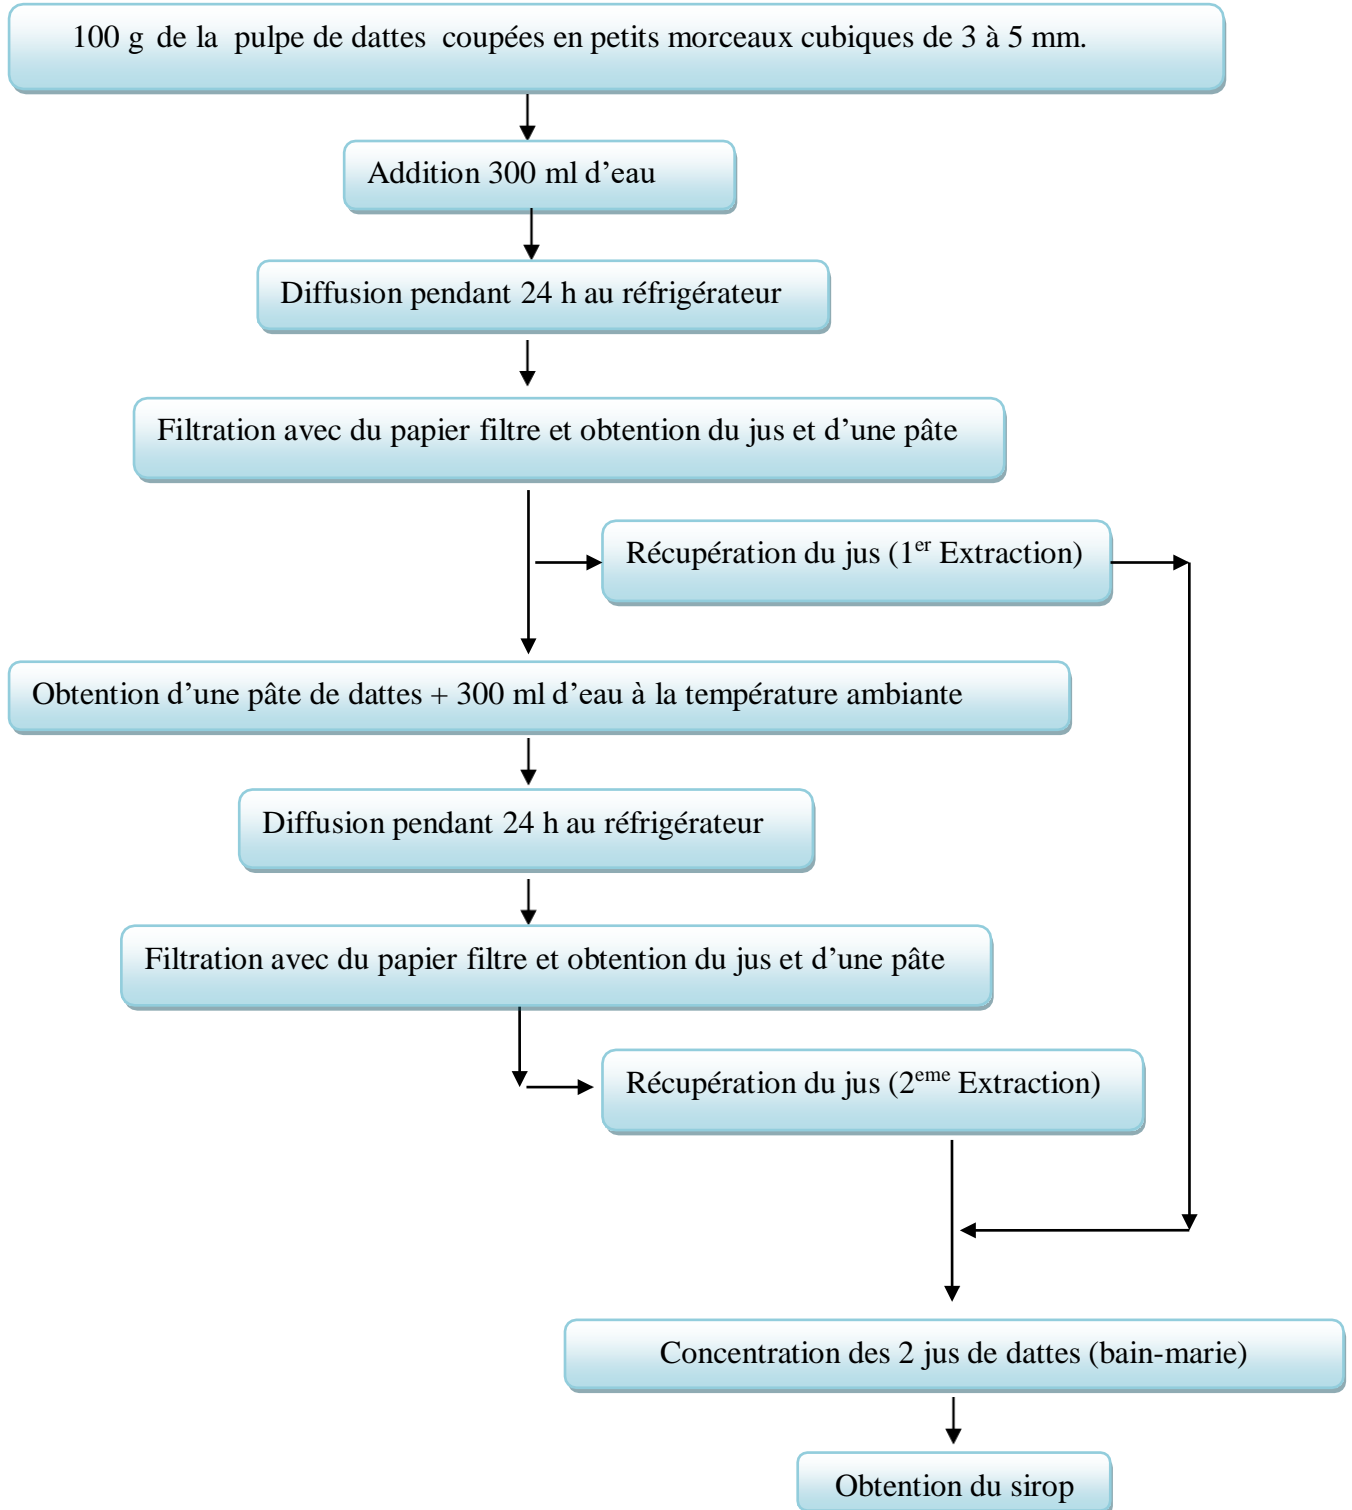 100 g de la pulpe de dattes coupées en petits morceaux cubiques de 3 à 5 mm.
Addition 300 ml d’eau
Diffusion pendant 24 h au réfrigérateur
Filtration avec du papier filtre et obtention du jus et d’une pâte
Récupération du jus (1er Extraction)
Obtention d’une pâte de dattes + 300 ml d’eau à la température ambiante
Diffusion pendant 24 h au réfrigérateur
Filtration avec du papier filtre et obtention du jus et d’une pâte
Récupération du jus (2eme Extraction)
Concentration des 2 jus de dattes (bain-marie)
Obtention du sirop